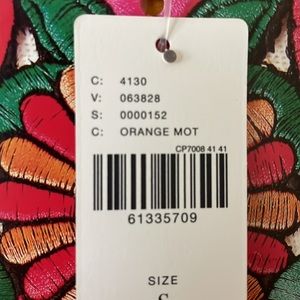 C: 4130
V: 063828
S: 0000152
C: ORANGE MOT
CP7008 41 41
61335709
SIZE